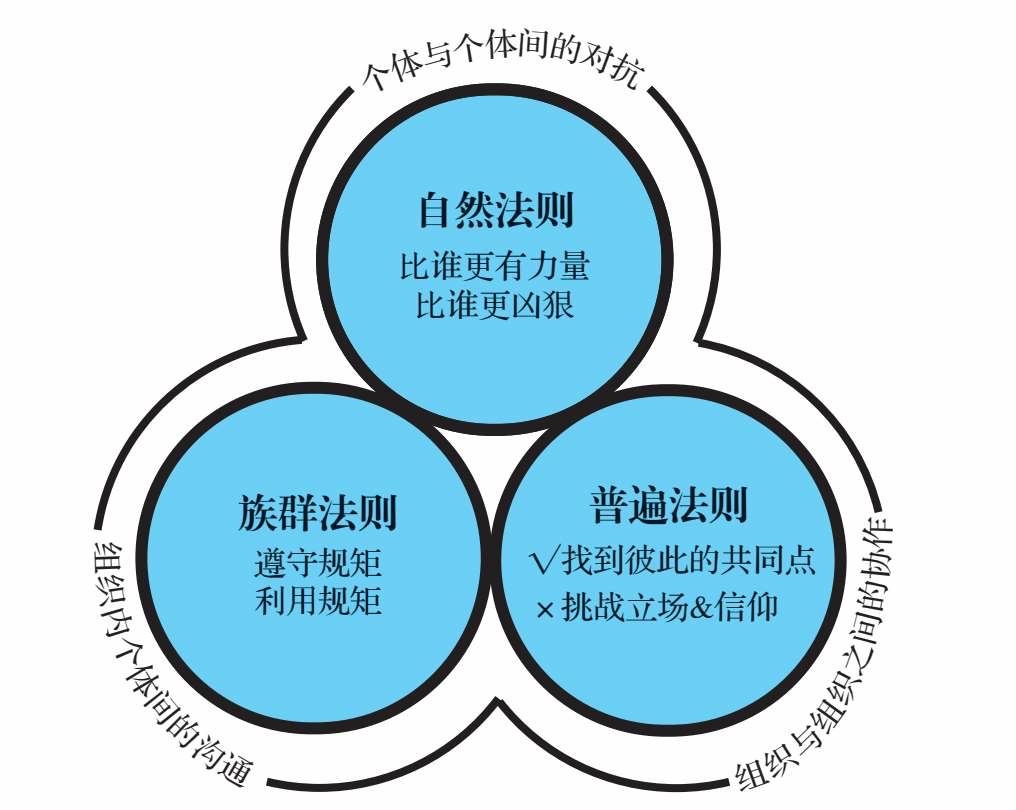 个体与个体间的对抗
自然法则
比谁更有力量
比谁更凶狠
族群法则
遵守规矩
利用规矩
组织内个体间的沟通
普遍法则
√找到彼此的共同点
×挑战立场&信仰
组织与组织之间的协作